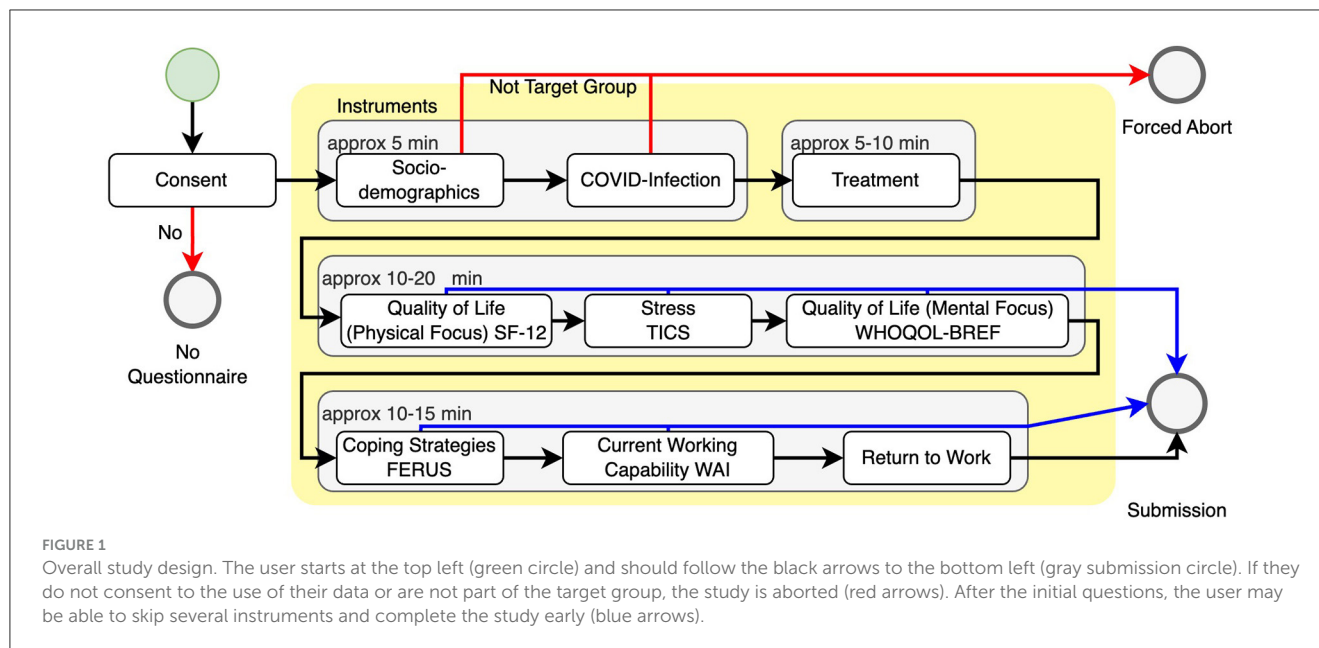 Not Target Group
Forced Abort
Instruments
approx 5 min
approx 5-10 min
Consent
Socio-
demographics
COVID-Infection
Treatment
No
No
Questionnaire
approx 10-20 min
Quality of Life
(Physical Focus) SF-12
Stress
TICS
Quality of Life (Mental Focus)
WHOQOL-BREF
approx 10-15 min
Coping Strategies
FERUS
Current Working
Capability WAI
Return to Work
Submission
FIGURE 1
Overall study design. The user starts at the top left (green circle) and should follow the black arrows to the bottom left (gray submission circle). If they
do not consent to the use of their data or are not part of the target group, the study is aborted (red arrows). After the initial questions, the user may
be able to skip several instruments and complete the study early (blue arrows).